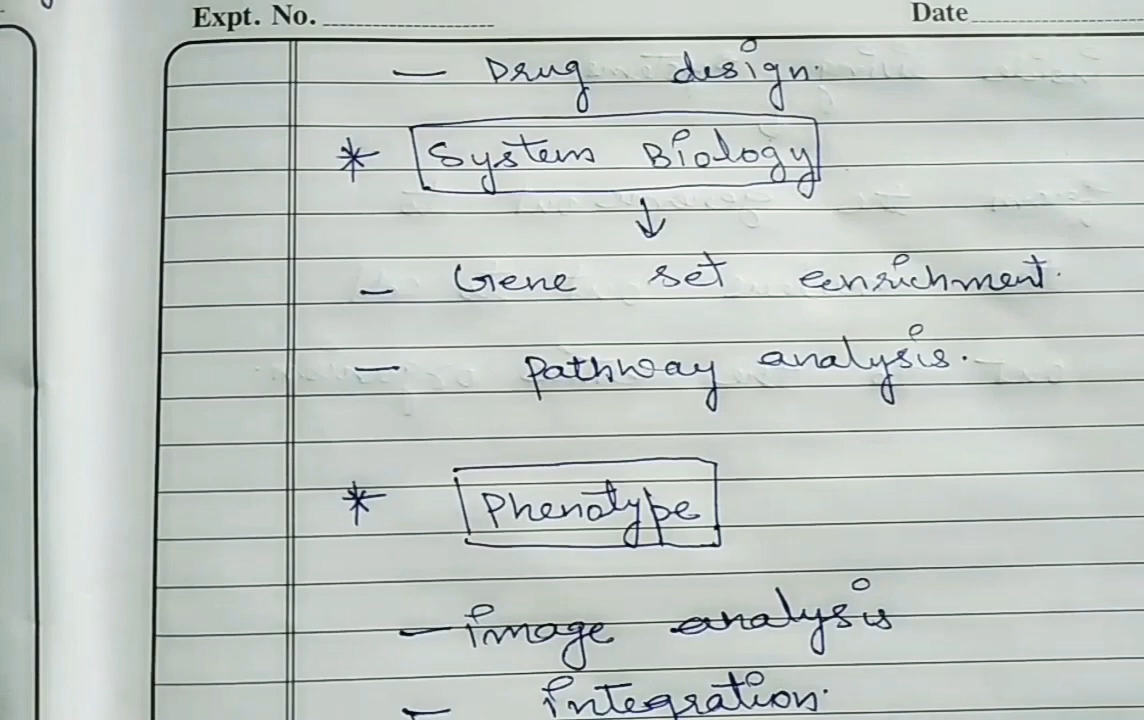 Expt. No. Date
— Drug design.
* System Biology
↓
- Gene set enrichment.
— Pathway analysis.
* Phenotype
— Image analysis
— Integration.